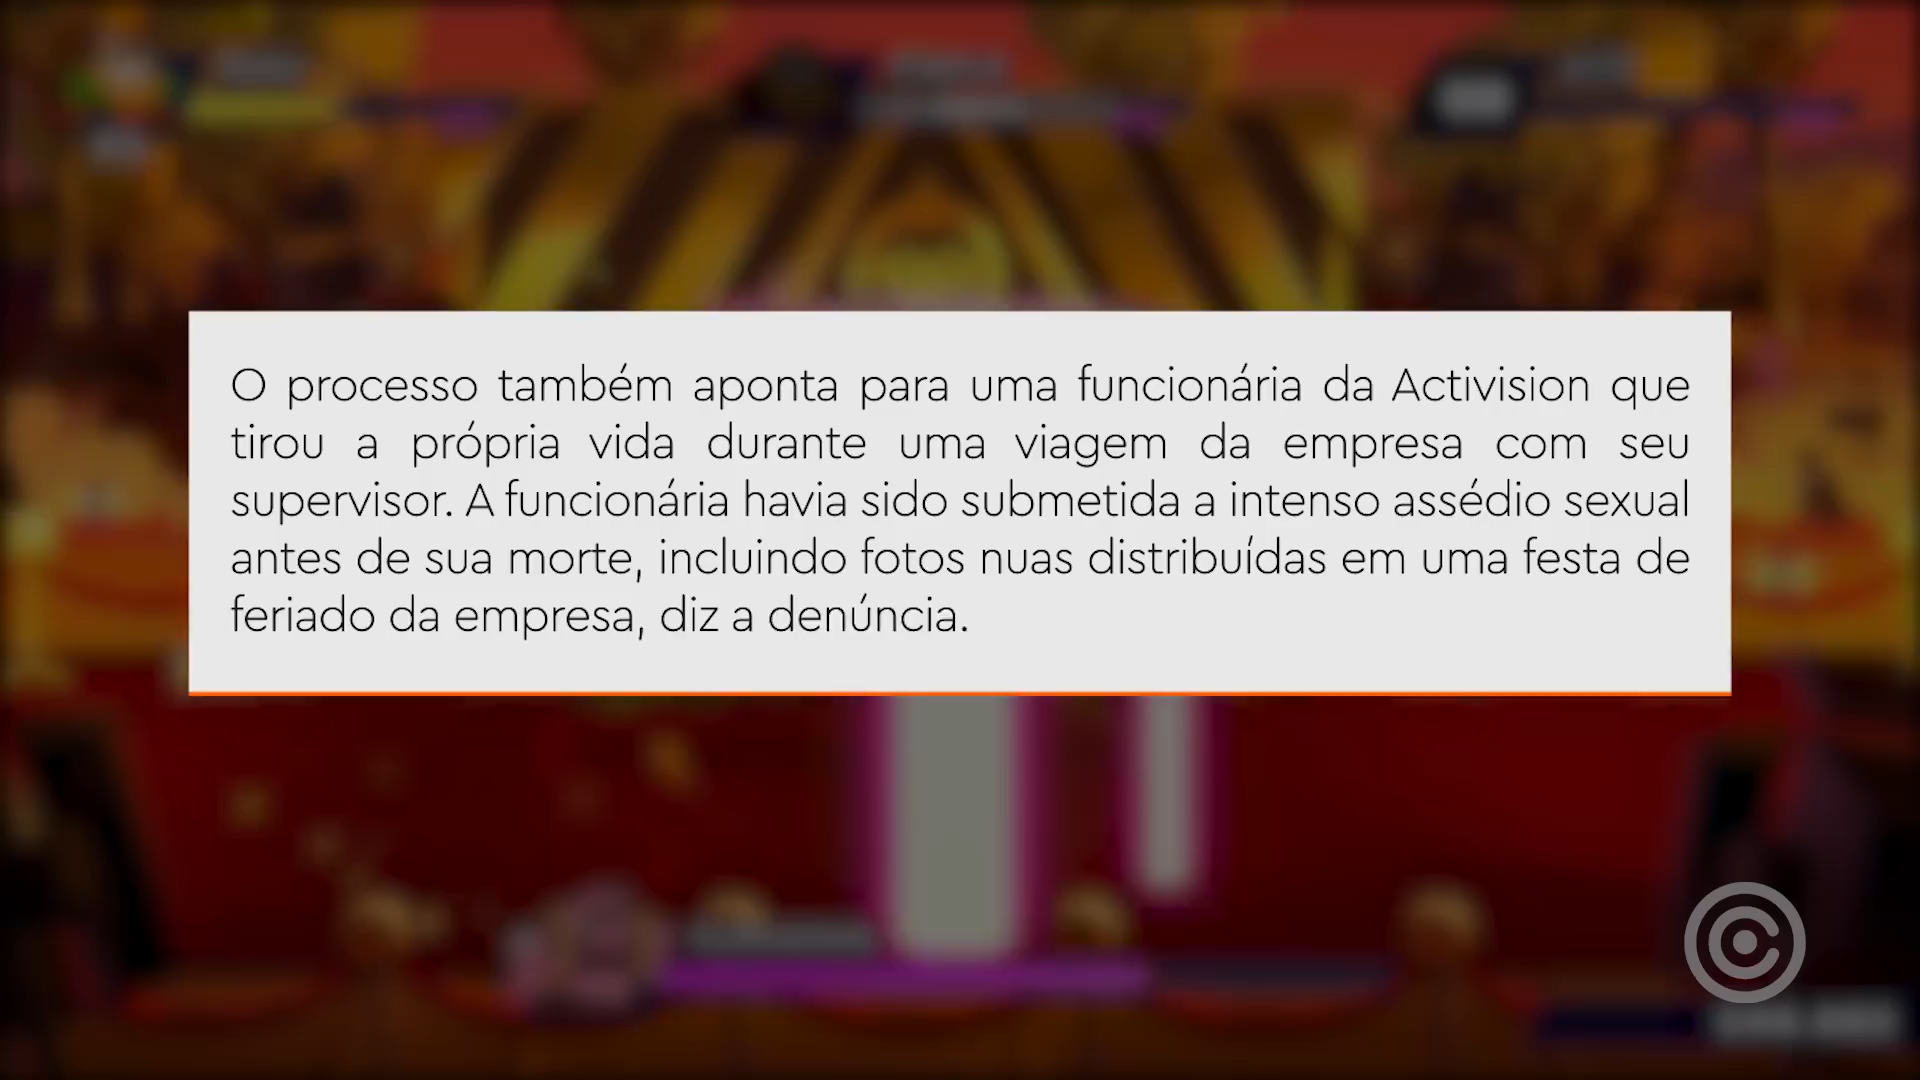 O processo também aponta para uma funcionária da Activision que
tirou a própria vida durante uma viagem da empresa com seu
supervisor. A funcionária havia sido submetida a intenso assédio sexual
antes de sua morte, incluindo fotos nuas distribuídas em uma festa de
feriado da empresa, diz a denúncia.